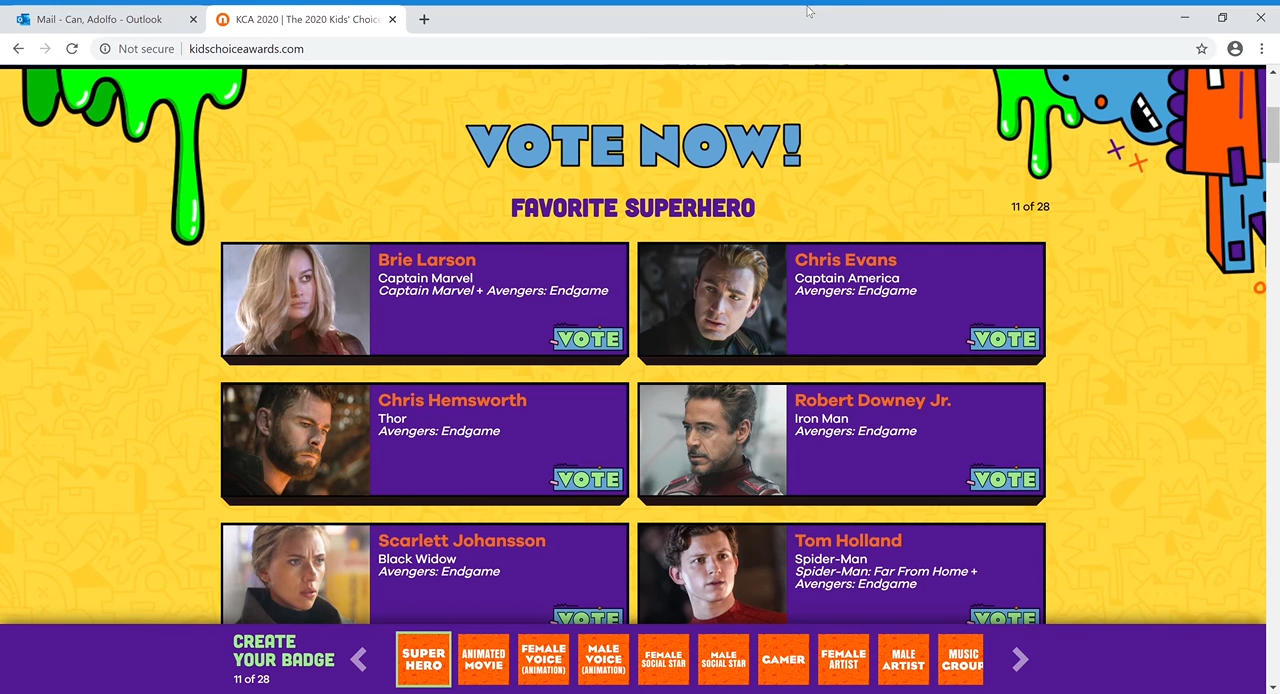 Mail - Can, Adolfo - Outlook
KCA 2020 | The 2020 Kids' Choice
Not secure
kidschoiceawards.com
VOTE NOW!
FAVORITE SUPERHERO
11 of 28
Brie Larson
Captain Marvel
Captain Marvel + Avengers: Endgame
VOTE
Chris Evans
Captain America
Avengers: Endgame
VOTE
Chris Hemsworth
Thor
Avengers: Endgame
VOTE
Robert Downey Jr.
Iron Man
Avengers: Endgame
VOTE
Scarlett Johansson
Black Widow
Avengers: Endgame
VOTE
Tom Holland
Spider-Man
Spider-Man: Far From Home +
Avengers: Endgame
VOTE
CREATE
YOUR BADGE
11 of 28
SUPER
HERO
ANIMATED
MOVIE
FEMALE
VOICE
(ANIMATION)
MALE
VOICE
(ANIMATION)
FEMALE
SOCIAL STAR
MALE
SOCIAL STAR
GAMER
FEMALE
ARTIST
MALE
ARTIST
MUSIC
GROUP